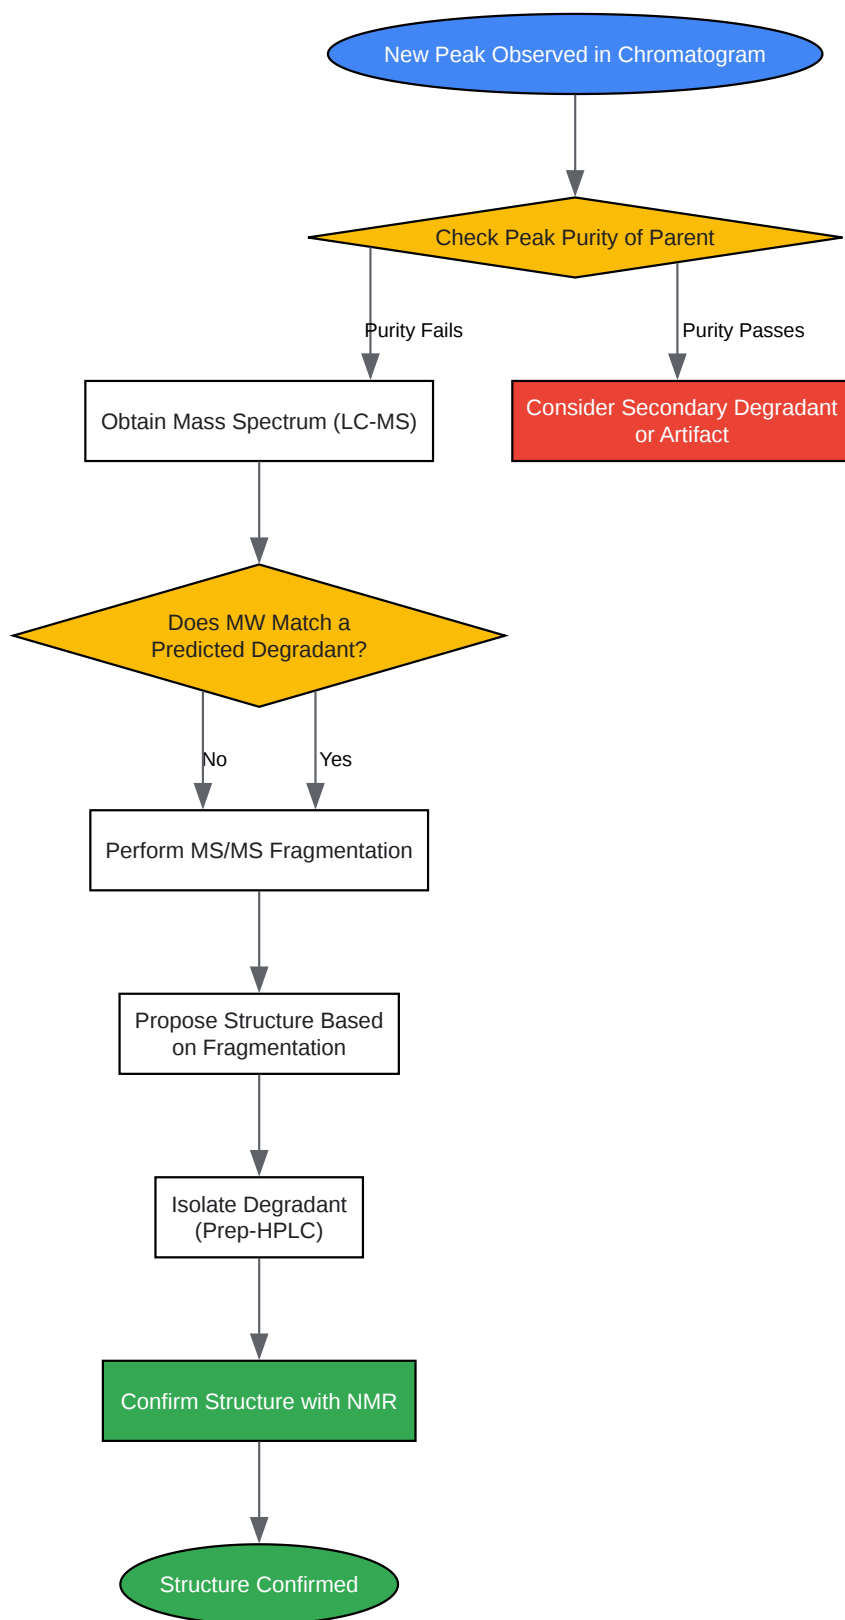 New Peak Observed in Chromatogram
Check Peak Purity of Parent
Purity Fails
Purity Passes
Obtain Mass Spectrum (LC-MS)
Consider Secondary Degradant
or Artifact
Does MW Match a
Predicted Degradant?
No
Yes
Perform MS/MS Fragmentation
Propose Structure Based
on Fragmentation
Isolate Degradant
(Prep-HPLC)
Confirm Structure with NMR
Structure Confirmed